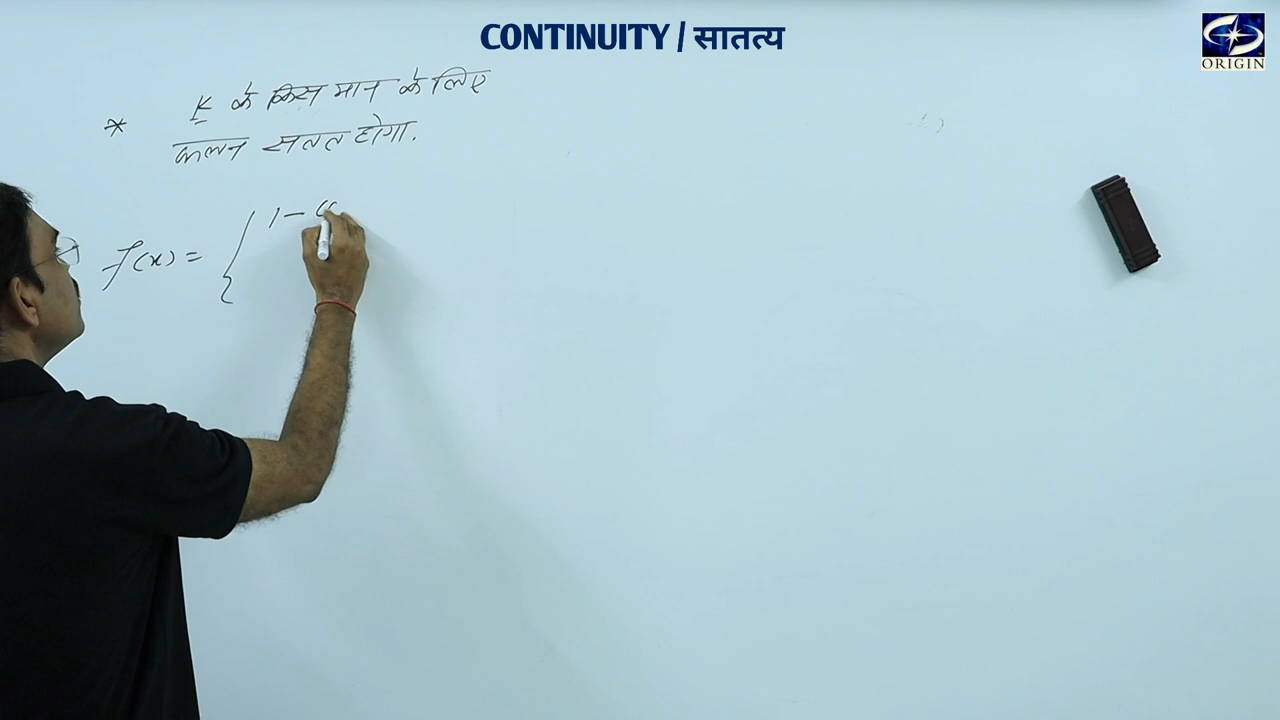 CONTINUITY / सातत्य
ORIGIN
* K के किस मान के लिए
फलन सतत होगा.
f(x) = { 1 -